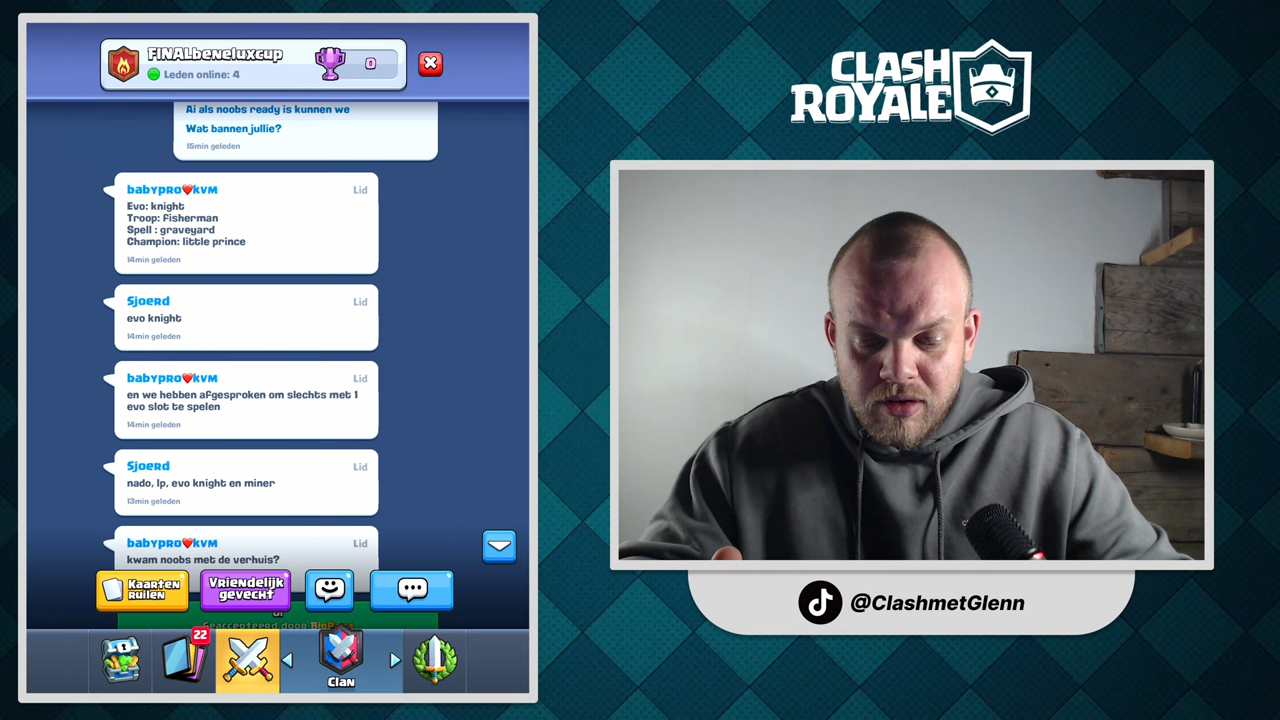 FINALbeneluxcup
Leden online: 4
0
Ai als noobs ready is kunnen we
Wat bannen jullie?
15min geleden
babypro❤️kvm
Lid
Evo: knight
Troop: Fisherman
Spell : graveyard
Champion: little prince
14min geleden
Sjoerd
Lid
evo knight
14min geleden
babypro❤️kvm
Lid
en we hebben afgesproken om slechts met 1
evo slot te spelen
14min geleden
Sjoerd
Lid
nado, lp, evo knight en miner
13min geleden
babypro❤️kvm
Lid
kwam noobs met de verhuis?
Kaarten
ruilen
Vriendelijk
gevecht
Geaccepteerd door
1
22
Clan
CLASH
ROYALE
@ClashmetGlenn